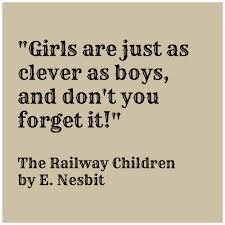 "Girls are just as
clever as boys,
and don't you
forget it!"
The Railway Children
by E. Nesbit